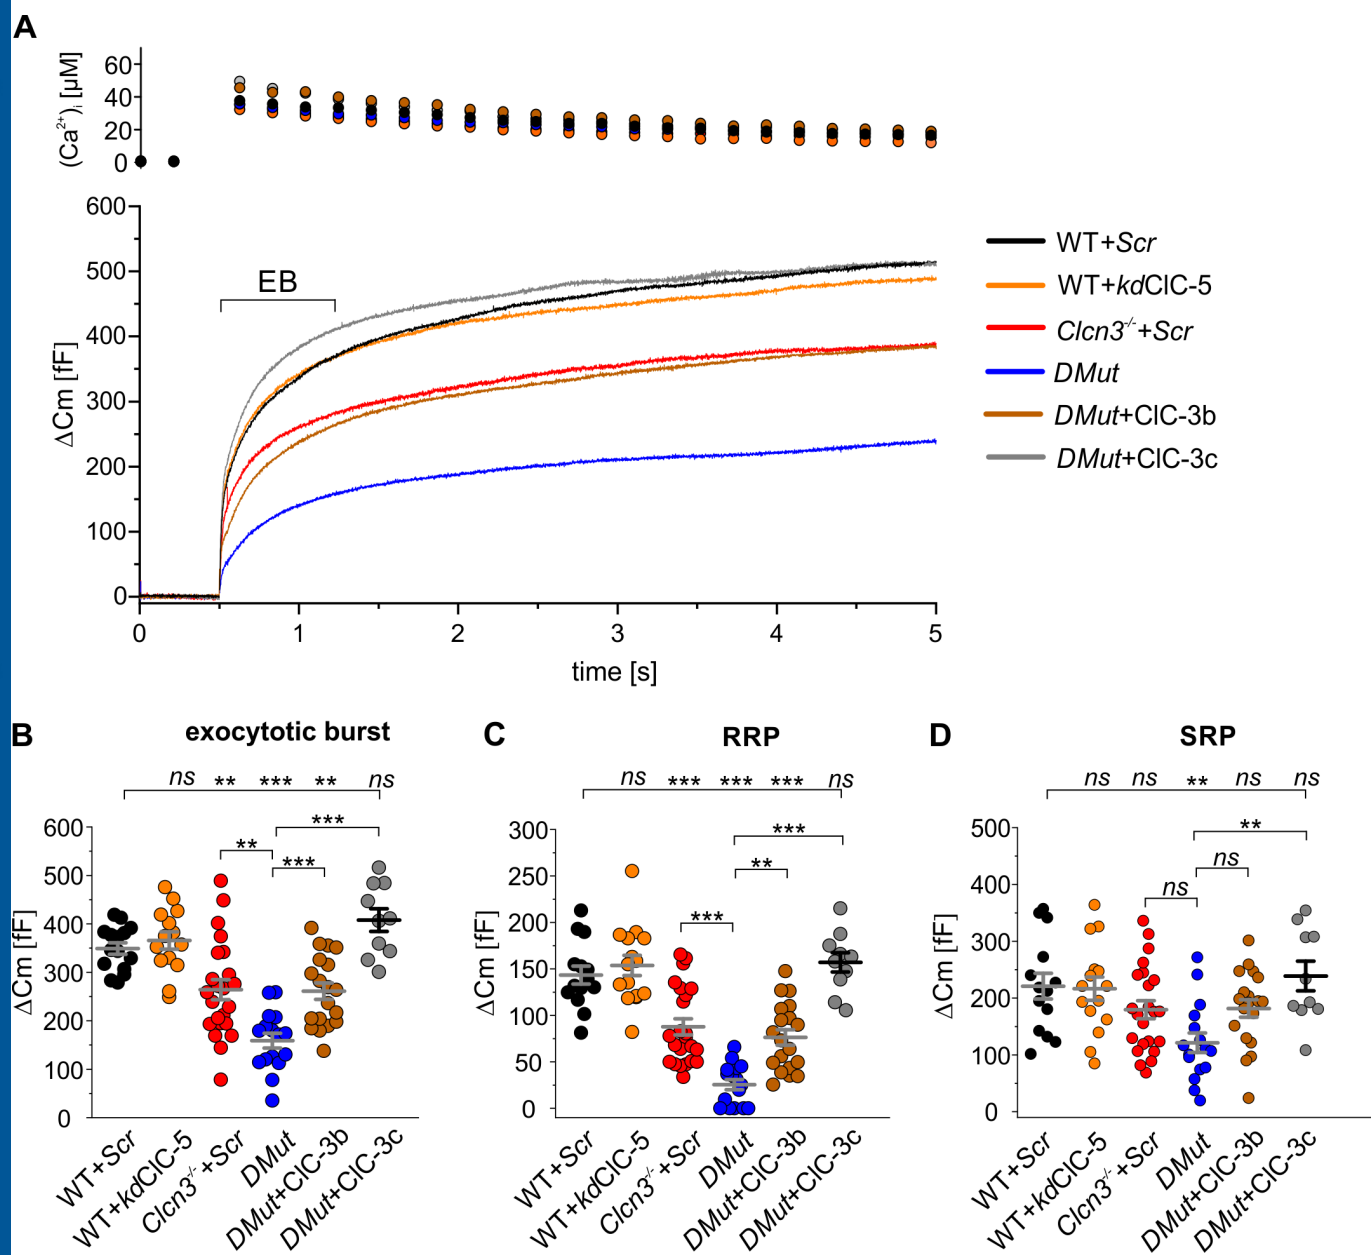 A
(Ca²⁺)ᵢ [µM]
60
40
20
0
ΔCm [fF]
600
500
400
300
200
100
0
EB
0 1 2 3 4 5
time [s]
WT+Scr
WT+kdClC-5
Clcn3⁻/⁻+Scr
DMut
DMut+ClC-3b
DMut+ClC-3c
B
exocytotic burst
ns ** *** ** ns
***
**
***
ΔCm [fF]
600
500
400
300
200
100
0
WT+Scr
WT+kdClC-5
Clcn3⁻/⁻+Scr
DMut
DMut+ClC-3b
DMut+ClC-3c
C
RRP
ns *** *** *** ns
***
**
***
ΔCm [fF]
300
250
200
150
100
50
0
WT+Scr
WT+kdClC-5
Clcn3⁻/⁻+Scr
DMut
DMut+ClC-3b
DMut+ClC-3c
D
SRP
ns ns ** ns ns
**
ns
ns
ΔCm [fF]
500
400
300
200
100
0
WT+Scr
WT+kdClC-5
Clcn3⁻/⁻+Scr
DMut
DMut+ClC-3b
DMut+ClC-3c